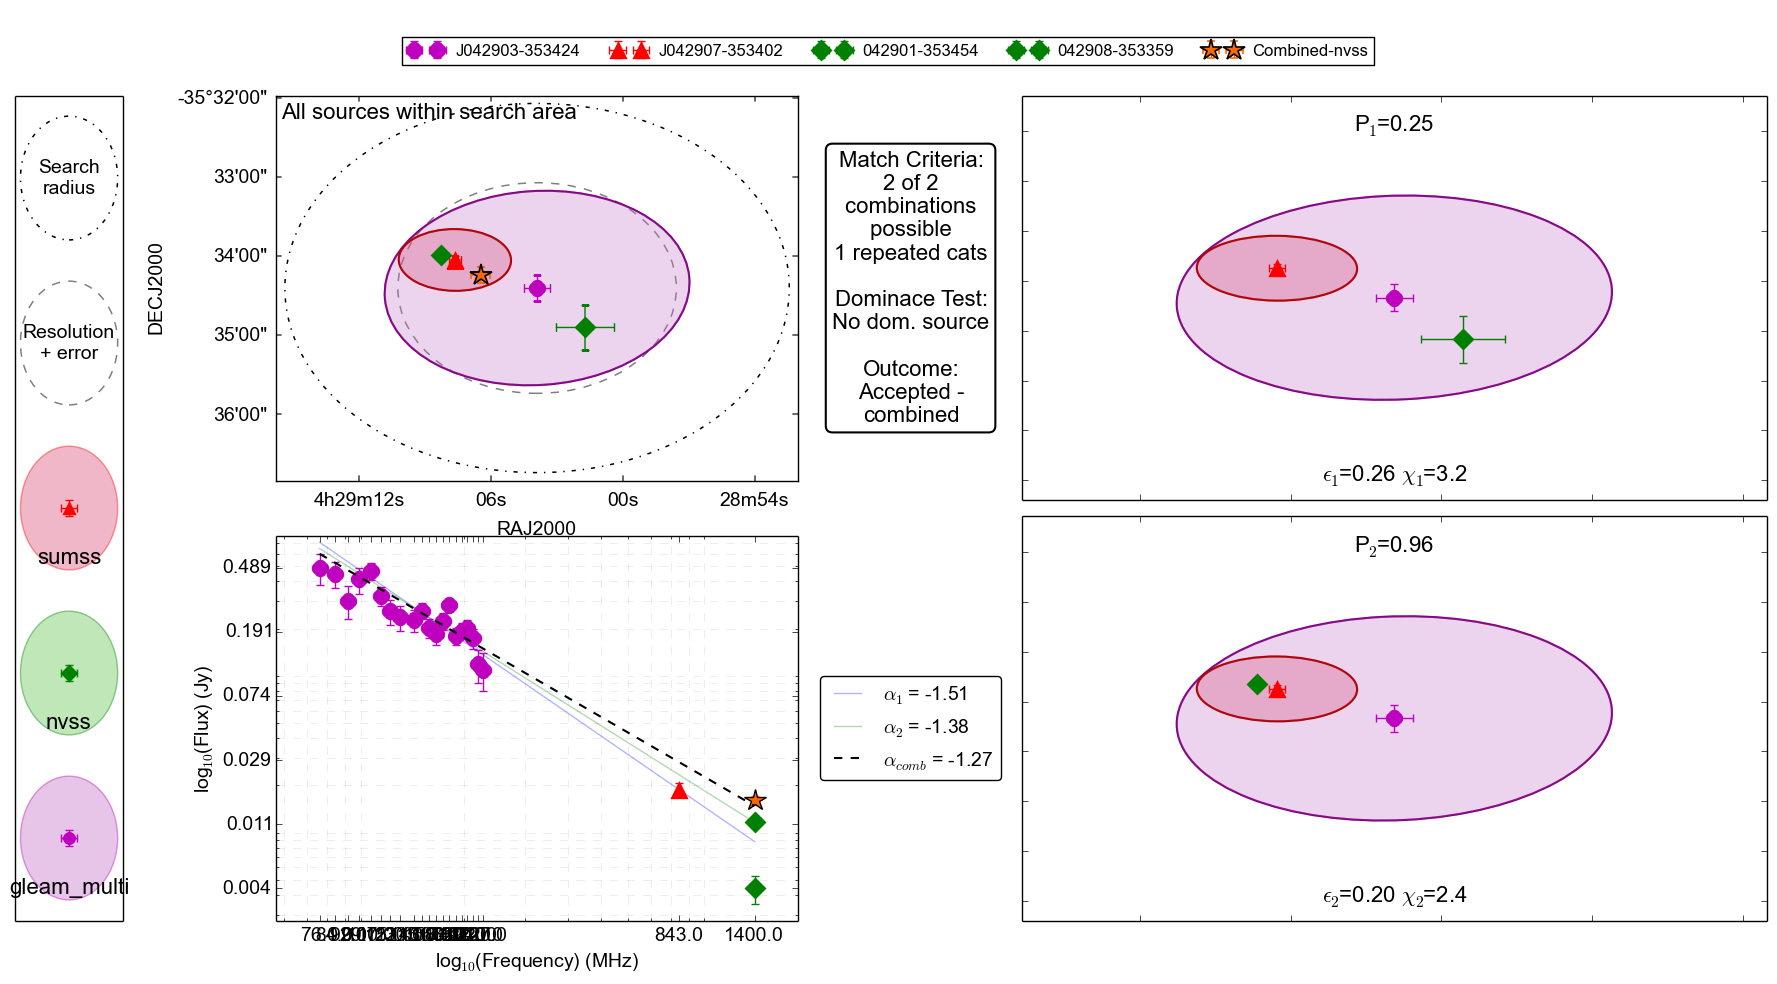 J042903-353424 J042907-353402 042901-353454 042908-353359 Combined-nvss
Search
radius
Resolution
+ error
sumss
nvss
gleam_multi
All sources within search area
-35°32'00"
33'00"
34'00"
35'00"
36'00"
DECJ2000
4h29m12s 06s 00s 28m54s
RAJ2000
Match Criteria:
2 of 2
combinations
possible
1 repeated cats
Dominace Test:
No dom. source
Outcome:
Accepted -
combined
P1=0.25
ϵ1=0.26 χ1=3.2
P2=0.96
ϵ2=0.20 χ2=2.4
0.489
0.191
0.074
0.029
0.011
0.004
log10(Flux) (Jy)
843.0 1400.0
log10(Frequency) (MHz)
α1 = -1.51
α2 = -1.38
αcomb = -1.27